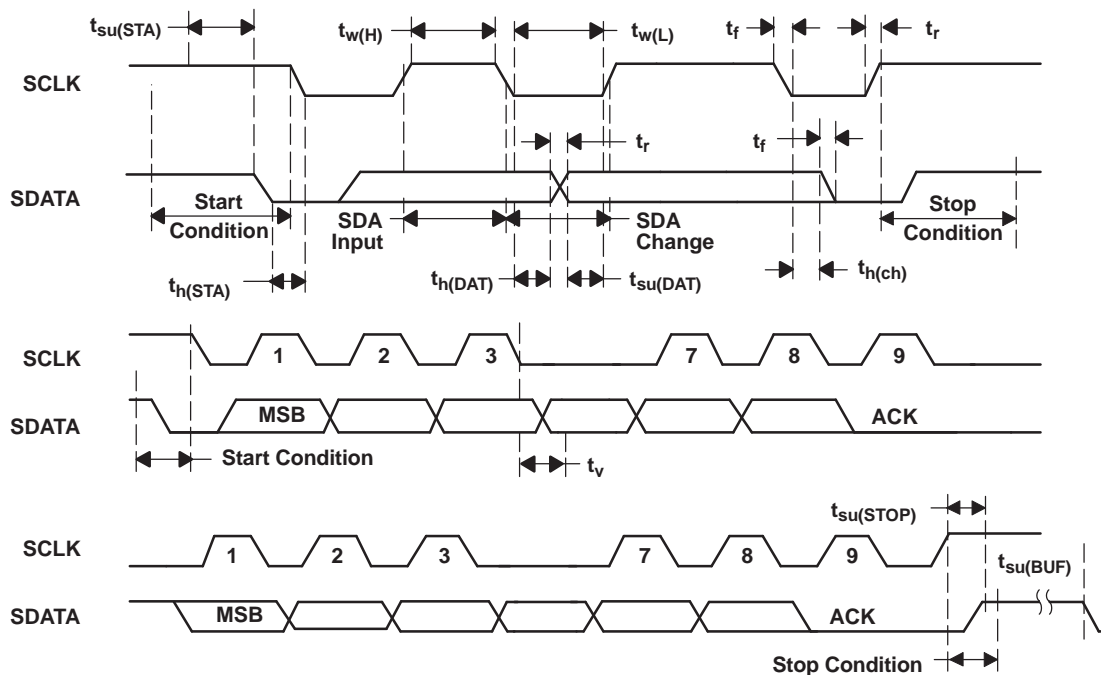 tsu(STA)
tw(H)
tw(L)
tf
tr
SCLK
tr
tf
SDATA
Start
Condition
SDA
Input
SDA
Change
Stop
Condition
th(STA)
th(DAT)
tsu(DAT)
th(ch)
SCLK
1
2
3
7
8
9
SDATA
MSB
ACK
Start Condition
tv
tsu(STOP)
SCLK
1
2
3
7
8
9
tsu(BUF)
SDATA
MSB
ACK
Stop Condition